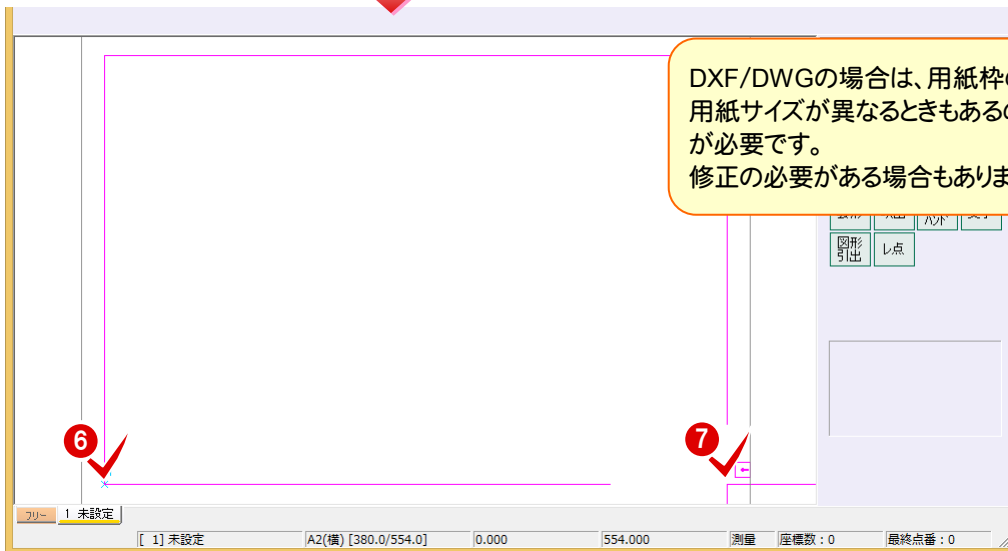 DXF/DWGの場合は、用紙枠の
用紙サイズが異なるときもあるの
が必要です。
修正の必要がある場合もありま
図形
引出
レ点
6
7
フリー
1 未設定
[ 1] 未設定
A2(横) [380.0/554.0]
0.000
554.000
測量
座標数：0
最終点番：0